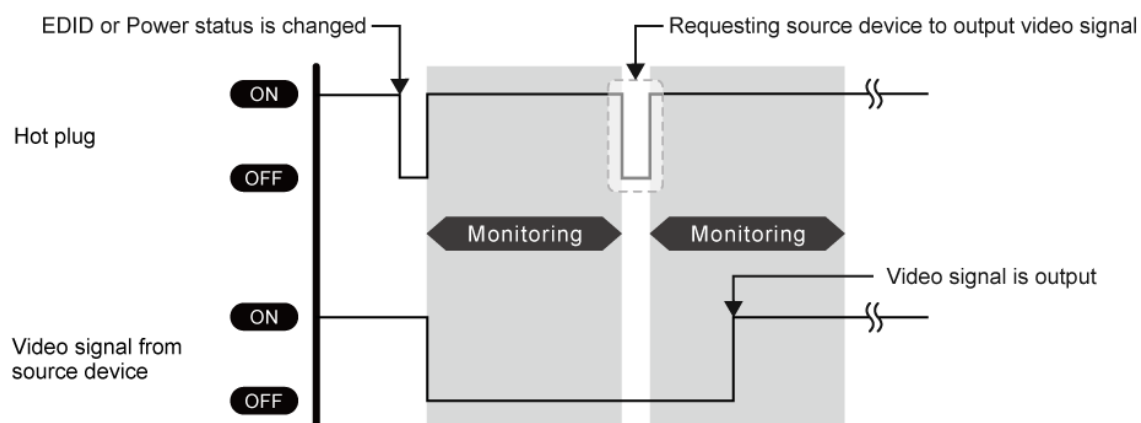 EDID or Power status is changed
Requesting source device to output video signal
ON
Hot plug
OFF
Monitoring
Monitoring
Video signal is output
ON
Video signal from
source device
OFF